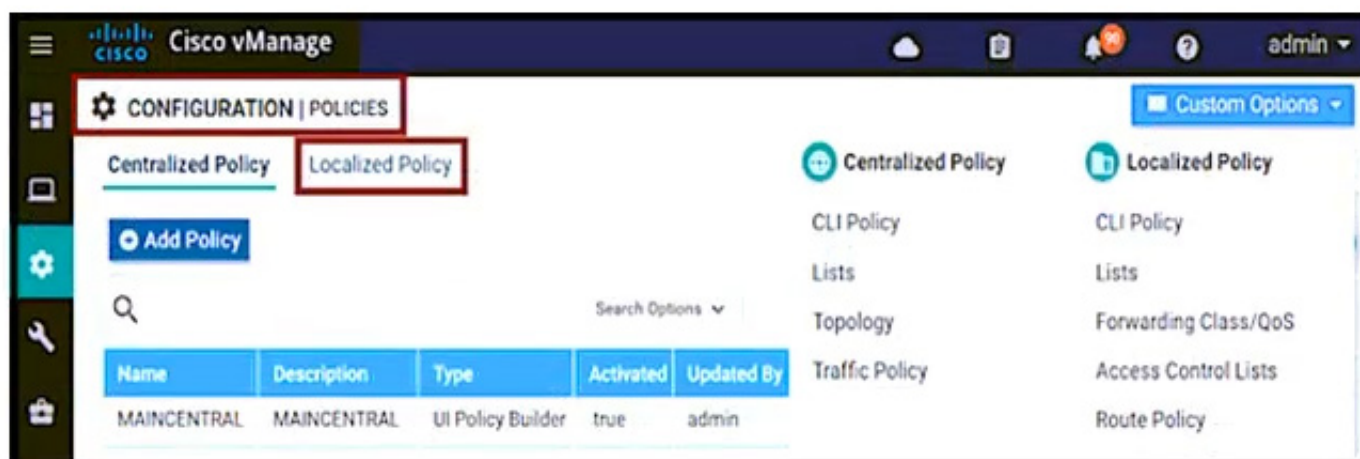 cisco Cisco vManage 90 ? admin
CONFIGURATION | POLICIES Custom Options
Centralized Policy Localized Policy Centralized Policy Localized Policy
Add Policy CLI Policy CLI Policy
Lists Lists
Search Options Topology Forwarding Class/QoS
Name Description Type Activated Updated By Traffic Policy Access Control Lists
MAINCENTRAL MAINCENTRAL UI Policy Builder true admin Route Policy